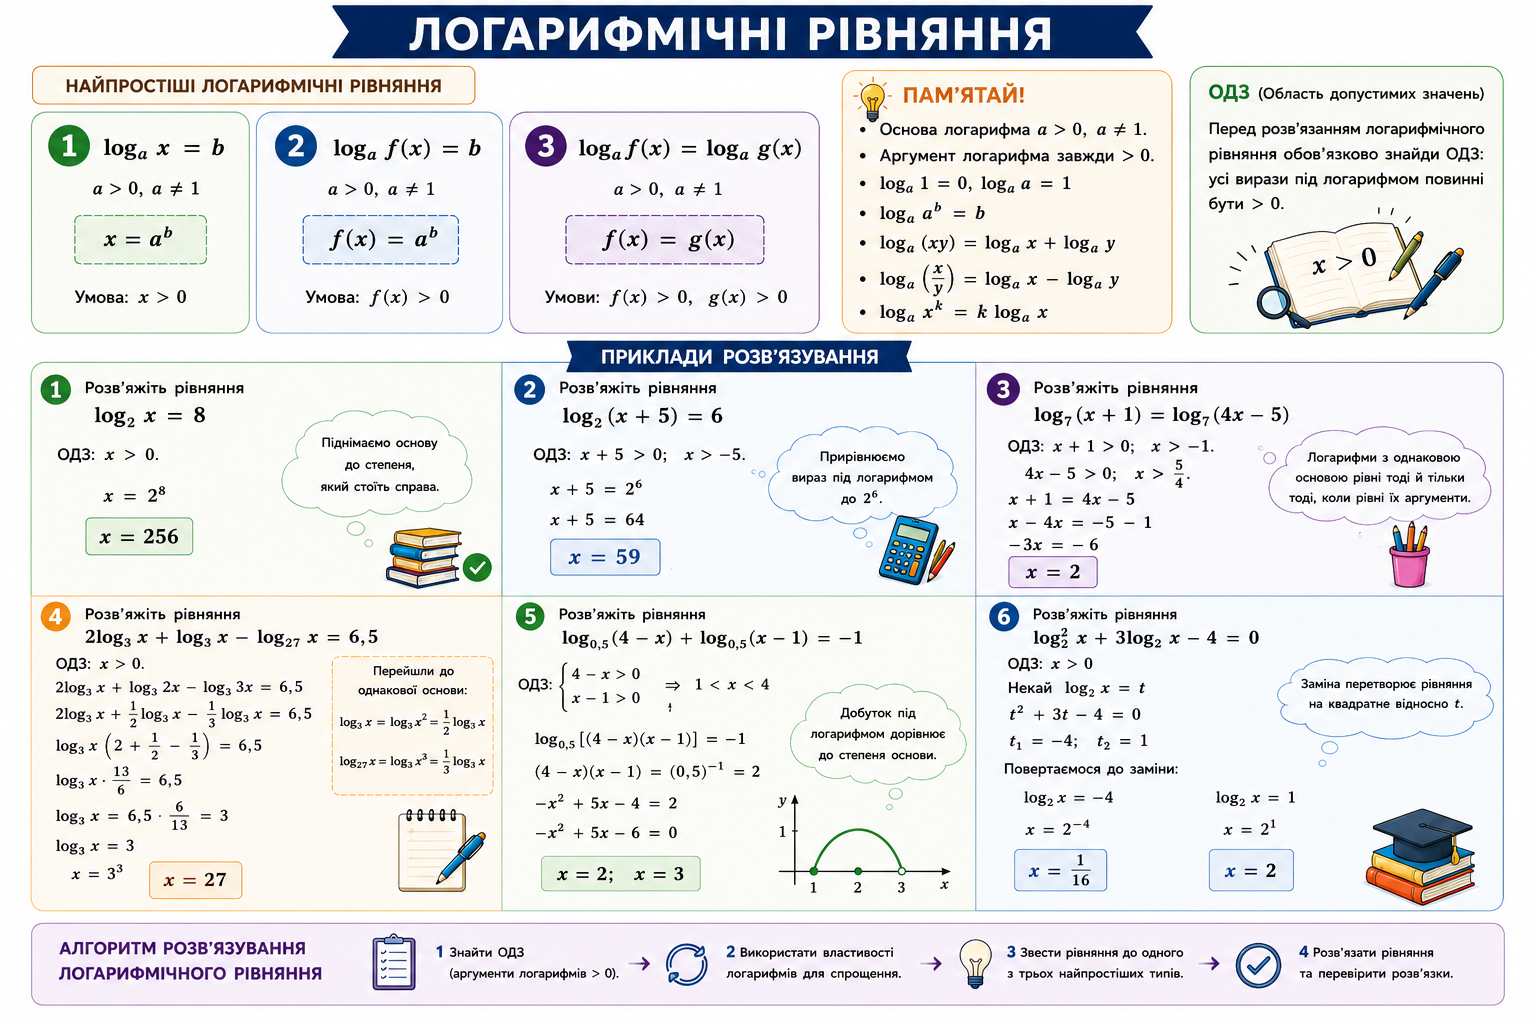 ЛОГАРИФМІЧНІ РІВНЯННЯ
НАЙПРОСТІШІ ЛОГАРИФМІЧНІ РІВНЯННЯ
1 logₐ x = b
a > 0, a ≠ 1
x = aᵇ
Умова: x > 0
2 logₐ f(x) = b
a > 0, a ≠ 1
f(x) = aᵇ
Умова: f(x) > 0
3 logₐ f(x) = logₐ g(x)
a > 0, a ≠ 1
f(x) = g(x)
Умови: f(x) > 0, g(x) > 0
ПАМ'ЯТАЙ!
• Основа логарифма a > 0, a ≠ 1.
• Аргумент логарифма завжди > 0.
• logₐ 1 = 0, logₐ a = 1
• logₐ aᵇ = b
• logₐ (xy) = logₐ x + logₐ y
• logₐ (x/y) = logₐ x − logₐ y
• logₐ xᵏ = k logₐ x
ОДЗ (Область допустимих значень)
Перед розв'язанням логарифмічного
рівняння обов'язково знайди ОДЗ:
усі вирази під логарифмом повинні
бути > 0.
x > 0
ПРИКЛАДИ РОЗВ'ЯЗУВАННЯ
1 Розв'яжіть рівняння
log₂ x = 8
ОДЗ: x > 0.
x = 2⁸
x = 256
Піднімаємо основу
до степеня,
який стоїть справа.
2 Розв'яжіть рівняння
log₂ (x + 5) = 6
ОДЗ: x + 5 > 0; x > −5.
x + 5 = 2⁶
x + 5 = 64
x = 59
Прирівнюємо
вираз під логарифмом
до 2⁶.
3 Розв'яжіть рівняння
log₇ (x + 1) = log₇ (4x − 5)
ОДЗ: x + 1 > 0; x > −1.
4x − 5 > 0; x > 5/4.
x + 1 = 4x − 5
x − 4x = −5 − 1
−3x = − 6
x = 2
Логарифми з однаковою
основою рівні тоді й тільки
тоді, коли рівні їх аргументи.
4 Розв'яжіть рівняння
2log₃ x + log₃ x − log₂₇ x = 6,5
ОДЗ: x > 0.
2log₃ x + log₃ 2x − log₃ 3x = 6,5
2log₃ x + 1/2 log₃ x − 1/3 log₃ x = 6,5
log₃ x (2 + 1/2 − 1/3) = 6,5
log₃ x · 13/6 = 6,5
log₃ x = 6,5 · 6/13 = 3
log₃ x = 3
x = 3³
x = 27
Перейшли до
однакової основи:
log₃ x = log₃ x² = 1/2 log₃ x
log₂₇ x = log₃ x³ = 1/3 log₃ x
5 Розв'яжіть рівняння
log₀,₅ (4 − x) + log₀,₅ (x − 1) = −1
ОДЗ: { 4 − x > 0
x − 1 > 0 ⇒ 1 < x < 4
log₀,₅ [(4 − x)(x − 1)] = −1
(4 − x)(x − 1) = (0,5)⁻¹ = 2
−x² + 5x − 4 = 2
−x² + 5x − 6 = 0
x = 2; x = 3
Добуток під
логарифмом дорівнює
до степеня основи.
y
1
1 2 3 x
6 Розв'яжіть рівняння
log₂² x + 3log₂ x − 4 = 0
ОДЗ: x > 0
Некай log₂ x = t
t² + 3t − 4 = 0
t₁ = −4; t₂ = 1
Повертаємося до заміни:
log₂ x = −4 log₂ x = 1
x = 2⁻⁴ x = 2¹
x = 1/16 x = 2
Заміна перетворює рівняння
на квадратне відносно t.
АЛГОРИТМ РОЗВ'ЯЗУВАННЯ
ЛОГАРИФМІЧНОГО РІВНЯННЯ
1 Знайти ОДЗ
(аргументи логарифмів > 0).
2 Використати властивості
логарифмів для спрощення.
3 Звести рівняння до одного
з трьох найпростіших типів.
4 Розв'язати рівняння
та перевірити розв'язки.